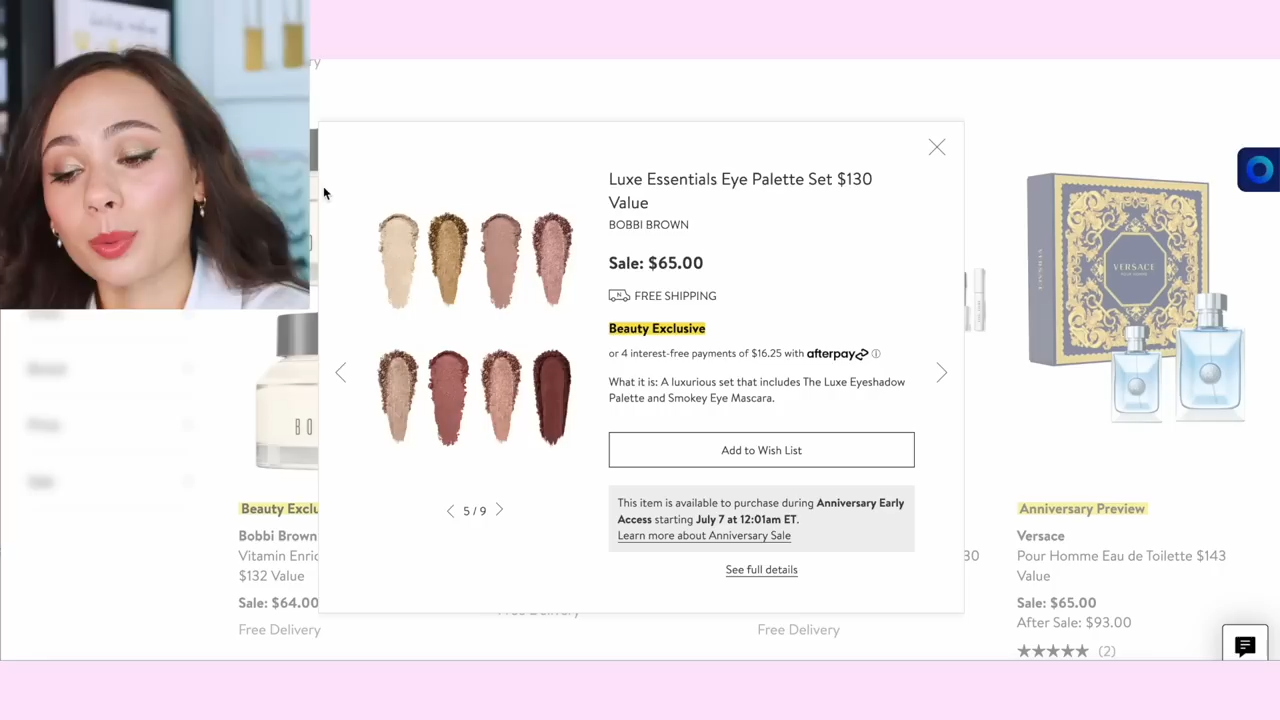 Luxe Essentials Eye Palette Set $130
Value
BOBBI BROWN
Sale: $65.00
FREE SHIPPING
Beauty Exclusive
or 4 interest-free payments of $16.25 with afterpay
What it is: A luxurious set that includes The Luxe Eyeshadow
Palette and Smokey Eye Mascara.
Add to Wish List
This item is available to purchase during Anniversary Early
Access starting July 7 at 12:01am ET.
Learn more about Anniversary Sale
See full details
5 / 9
BO
Beauty Exclu
Bobbi Brown
Vitamin Enric
$132 Value
Sale: $64.00
Free Delivery
30
Free Delivery
VERSACE
Anniversary Preview
Versace
Pour Homme Eau de Toilette $143
Value
Sale: $65.00
After Sale: $93.00
(2)